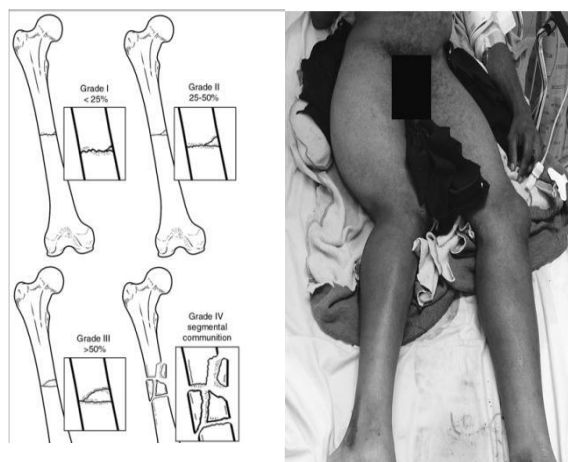 Grade I
< 25%
Grade II
25-50%
Grade III
>50%
Grade IV
segmental
communition